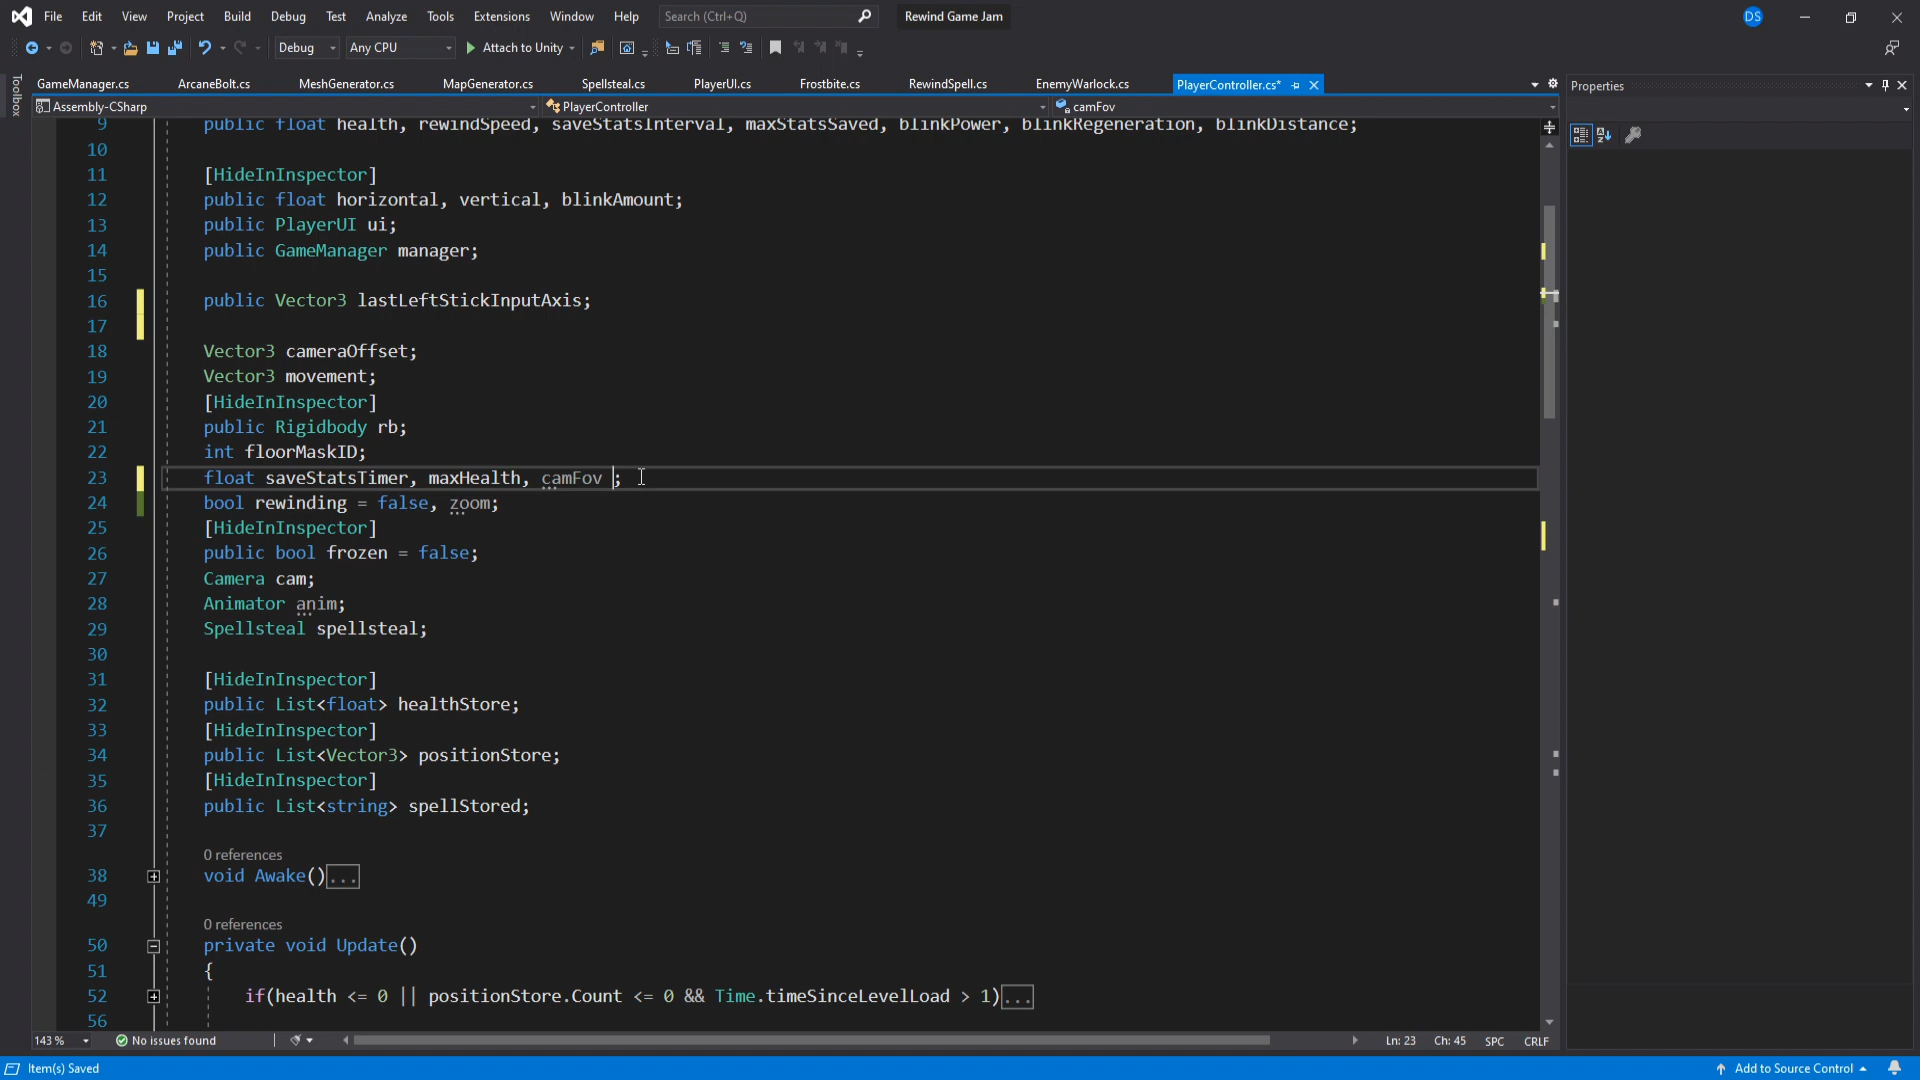 File Edit View Project Build Debug Test Analyze Tools Extensions Window Help Search (Ctrl+Q) Rewind Game Jam DS
Debug Any CPU Attach to Unity
Toolbox
GameManager.cs ArcaneBolt.cs MeshGenerator.cs MapGenerator.cs Spellsteal.cs PlayerUI.cs Frostbite.cs RewindSpell.cs EnemyWarlock.cs PlayerController.cs* Properties
Assembly-CSharp PlayerController camFov
9 public float health, rewindSpeed, saveStatsInterval, maxStatsSaved, blinkPower, blinkRegeneration, blinkDistance;
10
11 [HideInInspector]
12 public float horizontal, vertical, blinkAmount;
13 public PlayerUI ui;
14 public GameManager manager;
15
16 public Vector3 lastLeftStickInputAxis;
17
18 Vector3 cameraOffset;
19 Vector3 movement;
20 [HideInInspector]
21 public Rigidbody rb;
22 int floorMaskID;
23 float saveStatsTimer, maxHealth, camFov ;
24 bool rewinding = false, zoom;
25 [HideInInspector]
26 public bool frozen = false;
27 Camera cam;
28 Animator anim;
29 Spellsteal spellsteal;
30
31 [HideInInspector]
32 public List<float> healthStore;
33 [HideInInspector]
34 public List<Vector3> positionStore;
35 [HideInInspector]
36 public List<string> spellStored;
37
0 references
38 void Awake()...
49
0 references
50 private void Update()
51 {
52 if(health <= 0 || positionStore.Count <= 0 && Time.timeSinceLevelLoad > 1)...
56
143 % No issues found Ln: 23 Ch: 45 SPC CRLF
Item(s) Saved Add to Source Control